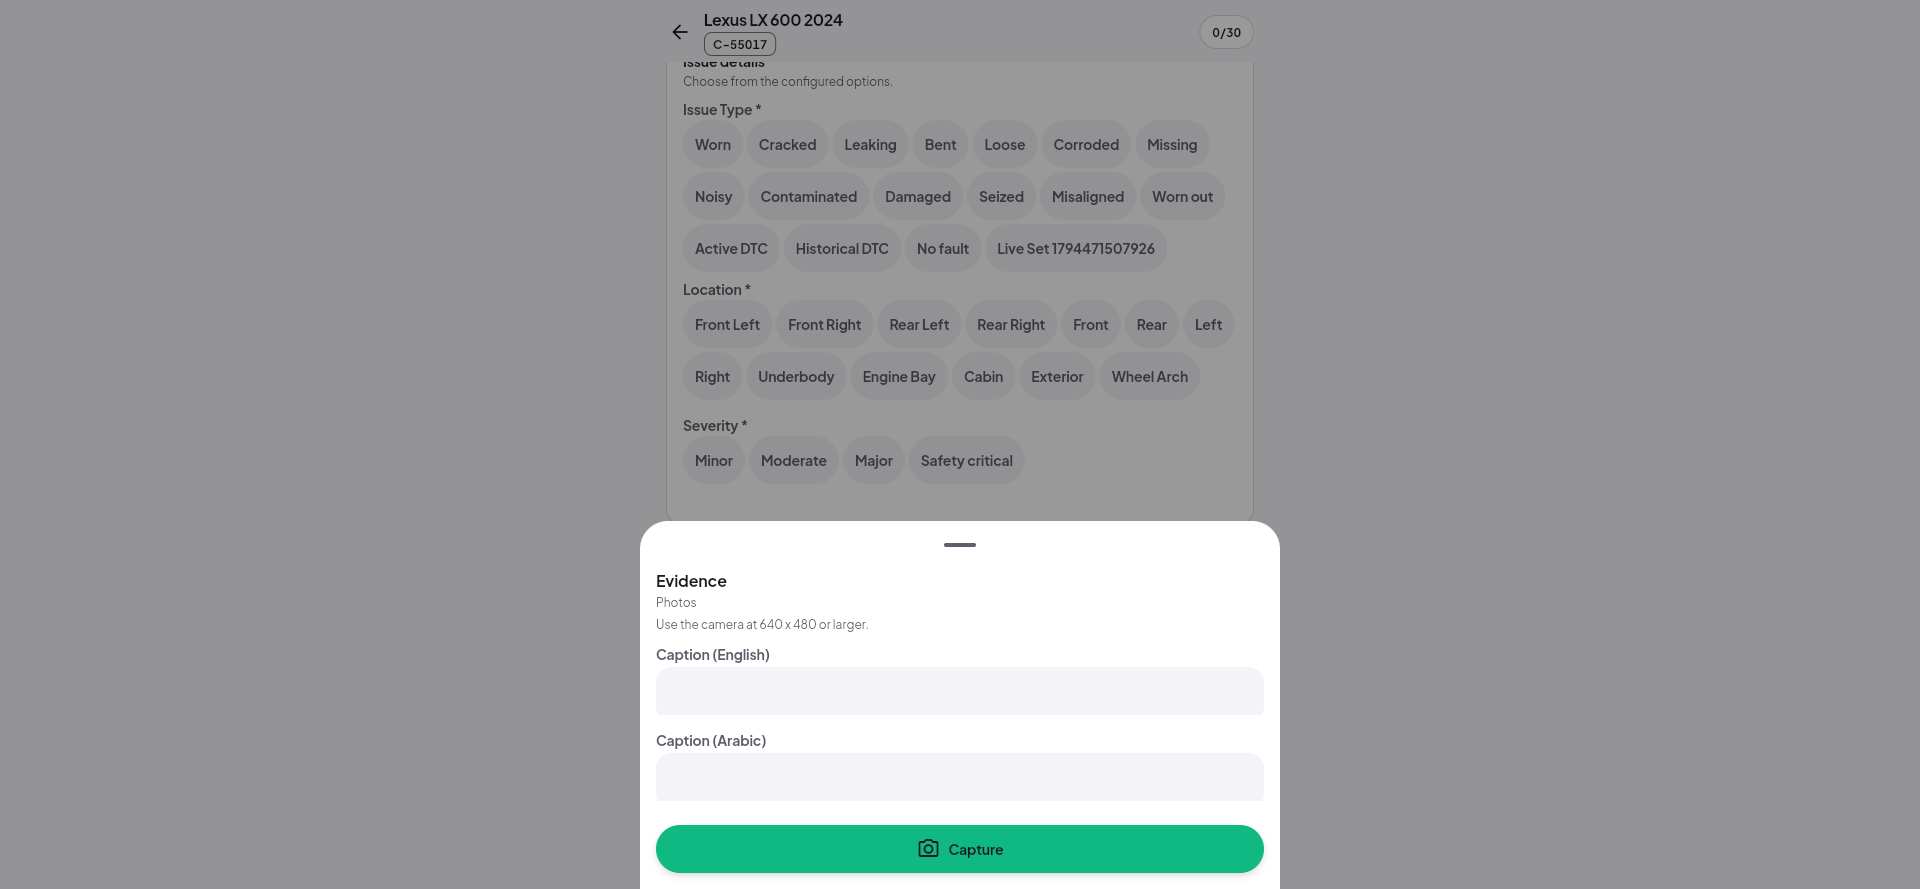 Lexus LX 600 2024
C-55017
0/30
Issue details
Choose from the configured options.
Issue Type *
Worn Cracked Leaking Bent Loose Corroded Missing
Noisy Contaminated Damaged Seized Misaligned Worn out
Active DTC Historical DTC No fault Live Set 1794471507926
Location *
Front Left Front Right Rear Left Rear Right Front Rear Left
Right Underbody Engine Bay Cabin Exterior Wheel Arch
Severity *
Minor Moderate Major Safety critical
Evidence
Photos
Use the camera at 640 x 480 or larger.
Caption (English)
Caption (Arabic)
Capture